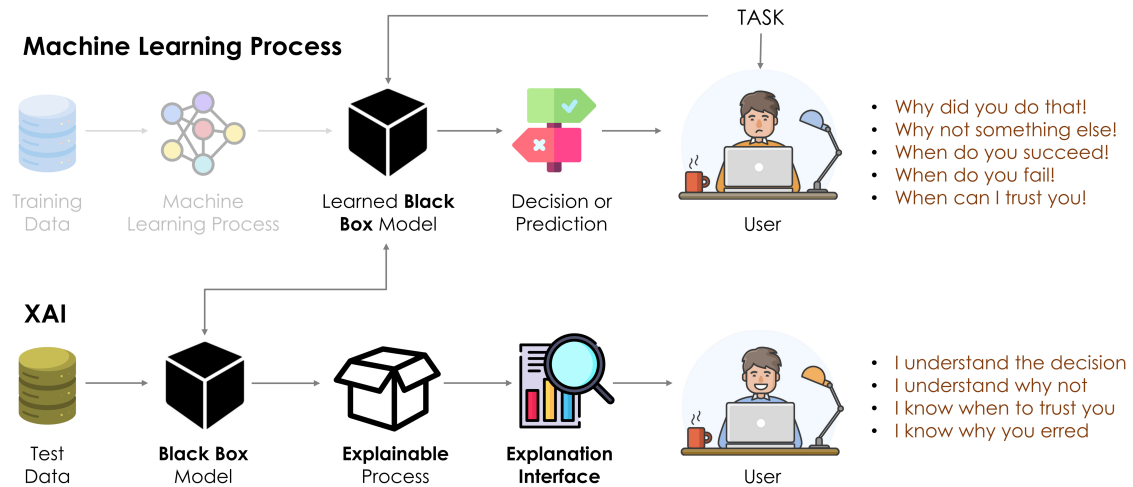 TASK
Machine Learning Process
Training
Data
Machine
Learning Process
Learned Black
Box Model
Decision or
Prediction
User
• Why did you do that!
• Why not something else!
• When do you succeed!
• When do you fail!
• When can I trust you!
XAI
Test
Data
Black Box
Model
Explainable
Process
Explanation
Interface
User
• I understand the decision
• I understand why not
• I know when to trust you
• I know why you erred